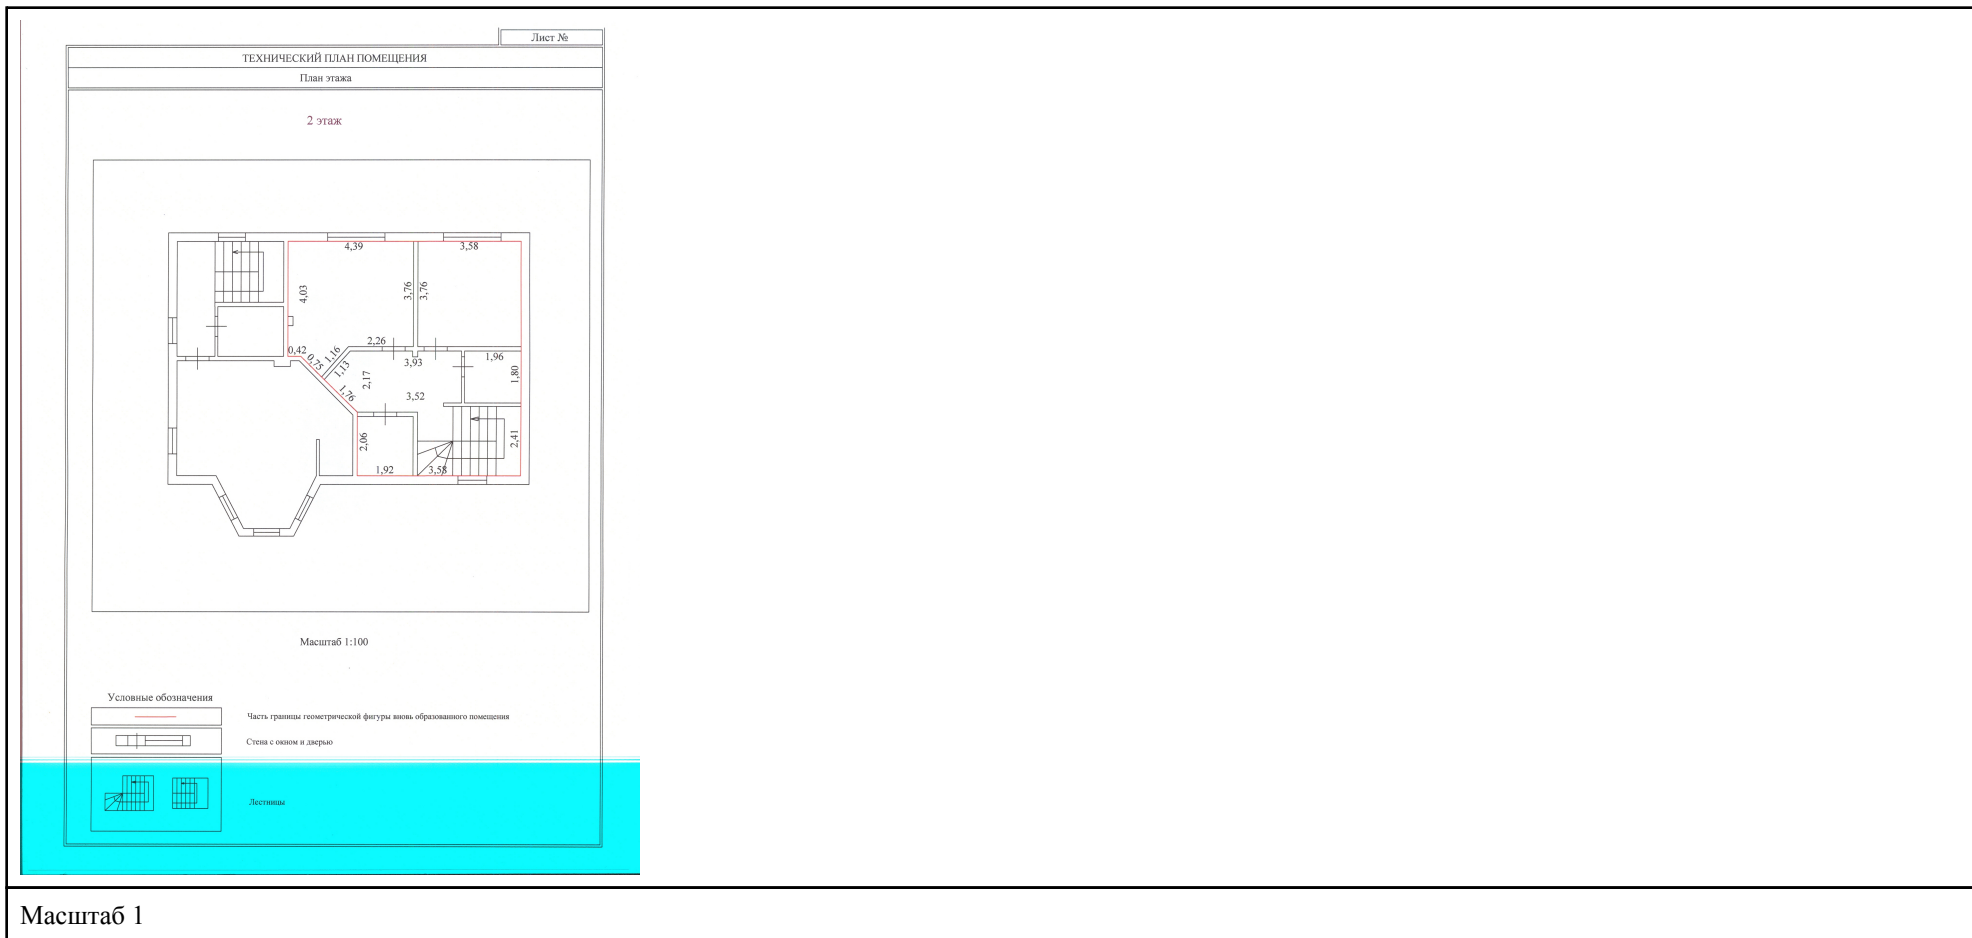 Лист №
ТЕХНИЧЕСКИЙ ПЛАН ПОМЕЩЕНИЯ
План этажа
2 этаж
4,39
3,58
4,03
3,76
3,76
0,42
0,75
1,16
1,13
2,26
3,93
1,96
1,80
2,17
1,76
3,52
2,06
2,41
1,92
3,58
Масштаб 1:100
Условные обозначения
Часть границы геометрической фигуры вновь образованного помещения
Стена с окном и дверью
Лестницы
Масштаб 1